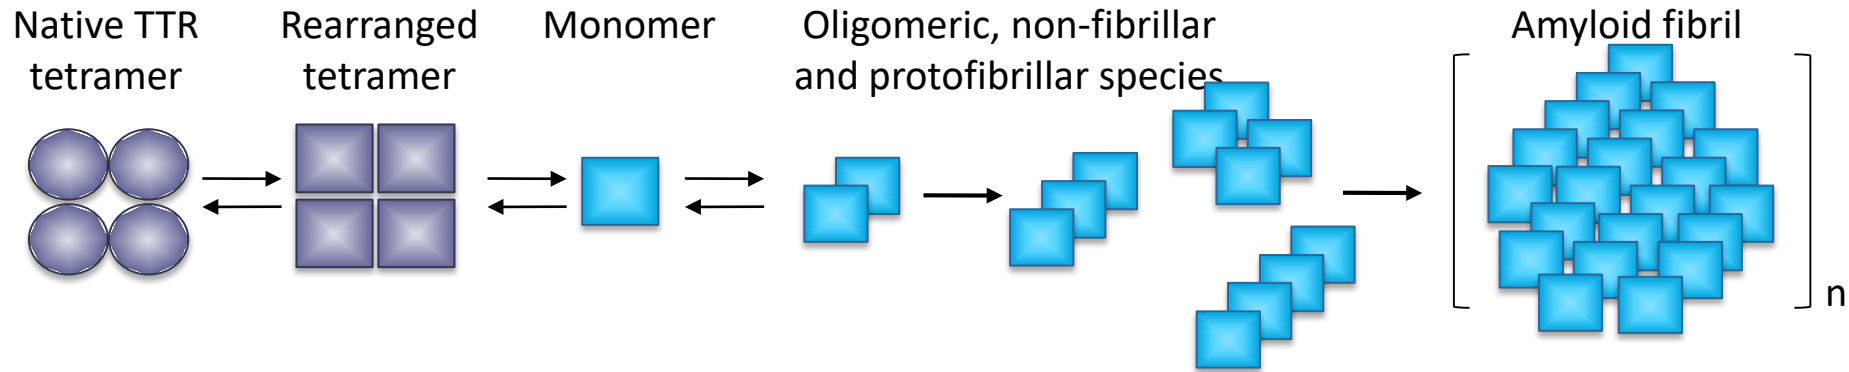 Native TTR
tetramer
Rearranged
tetramer
Monomer
Oligomeric, non-fibrillar
and protofibrillar species
Amyloid fibril
n